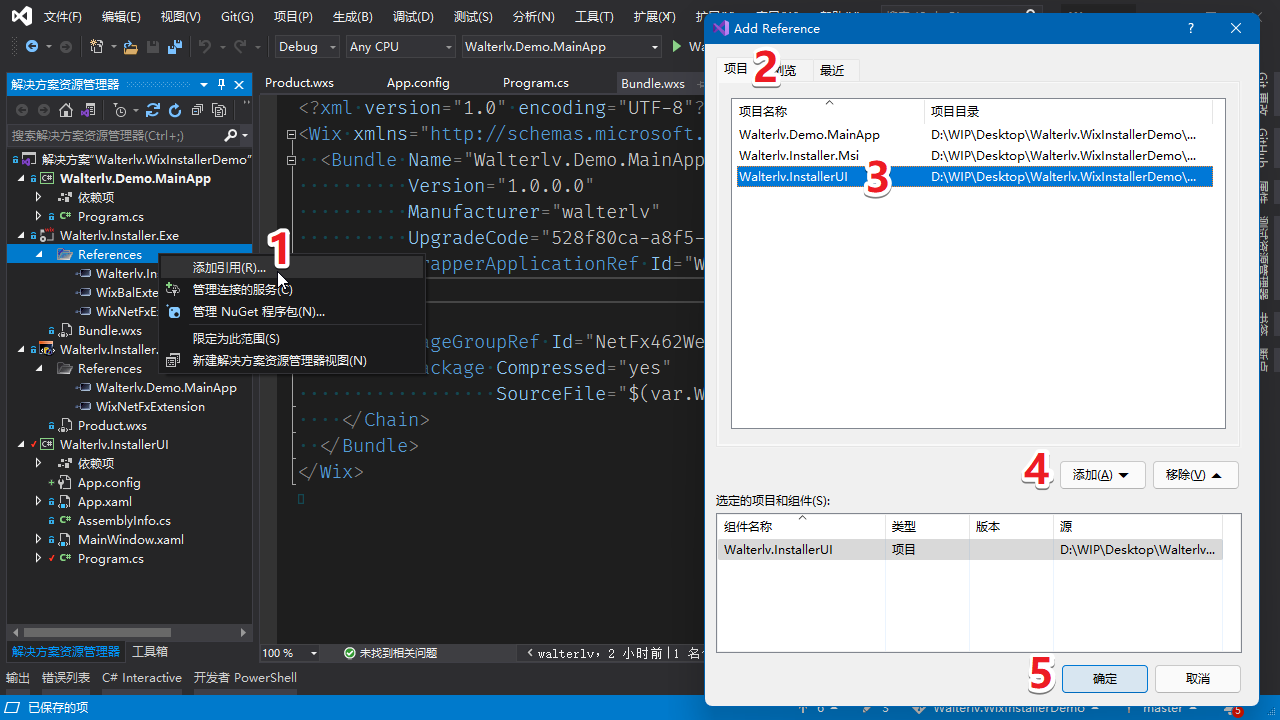 文件(F) 编辑(E) 视图(V) Git(G) 项目(P) 生成(B) 调试(D) 测试(S) 分析(N) 工具(T) 扩展(X)
Debug Any CPU Walterlv.Demo.MainApp
解决方案资源管理器
搜索解决方案资源管理器(Ctrl+;)
解决方案"Walterlv.WixInstallerDemo"
Walterlv.Demo.MainApp
依赖项
Program.cs
Walterlv.Installer.Exe
References
Walterlv.In
WixBalExte
WixNetFxE
Bundle.wxs
Walterlv.Installer.
References
Walterlv.Demo.MainApp
WixNetFxExtension
Product.wxs
Walterlv.InstallerUI
依赖项
App.config
App.xaml
AssemblyInfo.cs
MainWindow.xaml
Program.cs
解决方案资源管理器 工具箱
1
添加引用(R)...
管理连接的服务(C)
管理 NuGet 程序包(N)...
限定为此范围(S)
新建解决方案资源管理器视图(N)
Product.wxs App.config Program.cs Bundle.wxs
<?xml version="1.0" encoding="UTF-8"?
<Wix xmlns="http://schemas.microsoft.
<Bundle Name="Walterlv.Demo.MainApp
Version="1.0.0.0"
Manufacturer="walterlv"
UpgradeCode="528f80ca-a8f5-
rapperApplicationRef Id="W
ageGroupRef Id="NetFx462We
ackage Compressed="yes"
SourceFile="$(var.W
</Chain>
</Bundle>
</Wix>
100 % 未找到相关问题 walterlv，2 小时前 | 1 名
输出 错误列表 C# Interactive 开发者 PowerShell
已保存的项 6 3 Walterlv.WixInstallerDemo master 5
Add Reference ?
项目 2 览 最近
项目名称 项目目录
Walterlv.Demo.MainApp D:\WIP\Desktop\Walterlv.WixInstallerDemo\...
Walterlv.Installer.Msi D:\WIP\Desktop\Walterlv.WixInstallerDemo\...
Walterlv.InstallerUI 3 D:\WIP\Desktop\Walterlv.WixInstallerDemo\...
4 添加(A) 移除(V)
选定的项目和组件(S):
组件名称 类型 版本 源
Walterlv.InstallerUI 项目 D:\WIP\Desktop\Walterlv...
5 确定 取消